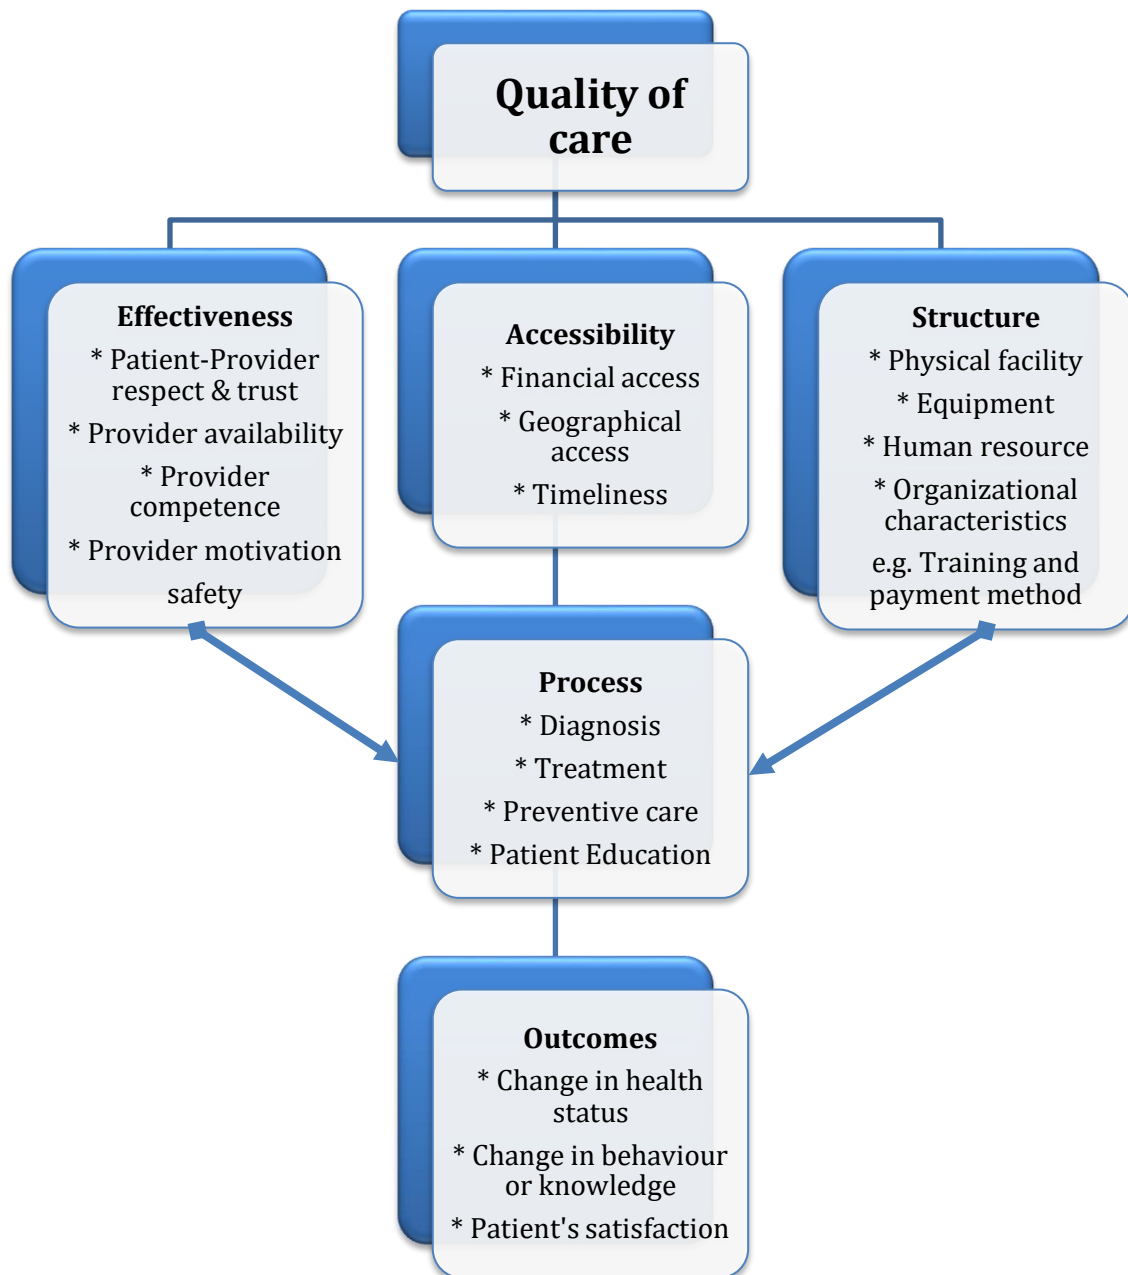 Quality of
care
Effectiveness
* Patient-Provider
respect & trust
* Provider availability
* Provider
competence
* Provider motivation
safety
Accessibility
* Financial access
* Geographical
access
* Timeliness
Structure
* Physical facility
* Equipment
* Human resource
* Organizational
characteristics
e.g. Training and
payment method
Process
* Diagnosis
* Treatment
* Preventive care
* Patient Education
Outcomes
* Change in health
status
* Change in behaviour
or knowledge
* Patient's satisfaction